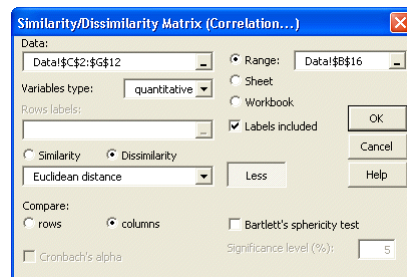 Similarity/Dissimilarity Matrix (Correlation...)
Data:
Data!$C$2:$G$12
Range: Data!$B$16
Sheet
Variables type: quantitative
Workbook
Rows labels:
Labels included
OK
Similarity Dissimilarity
Cancel
Euclidean distance
Less
Help
Compare:
rows columns
Bartlett's sphericity test
Cronbach's alpha
Significance level (%): 5